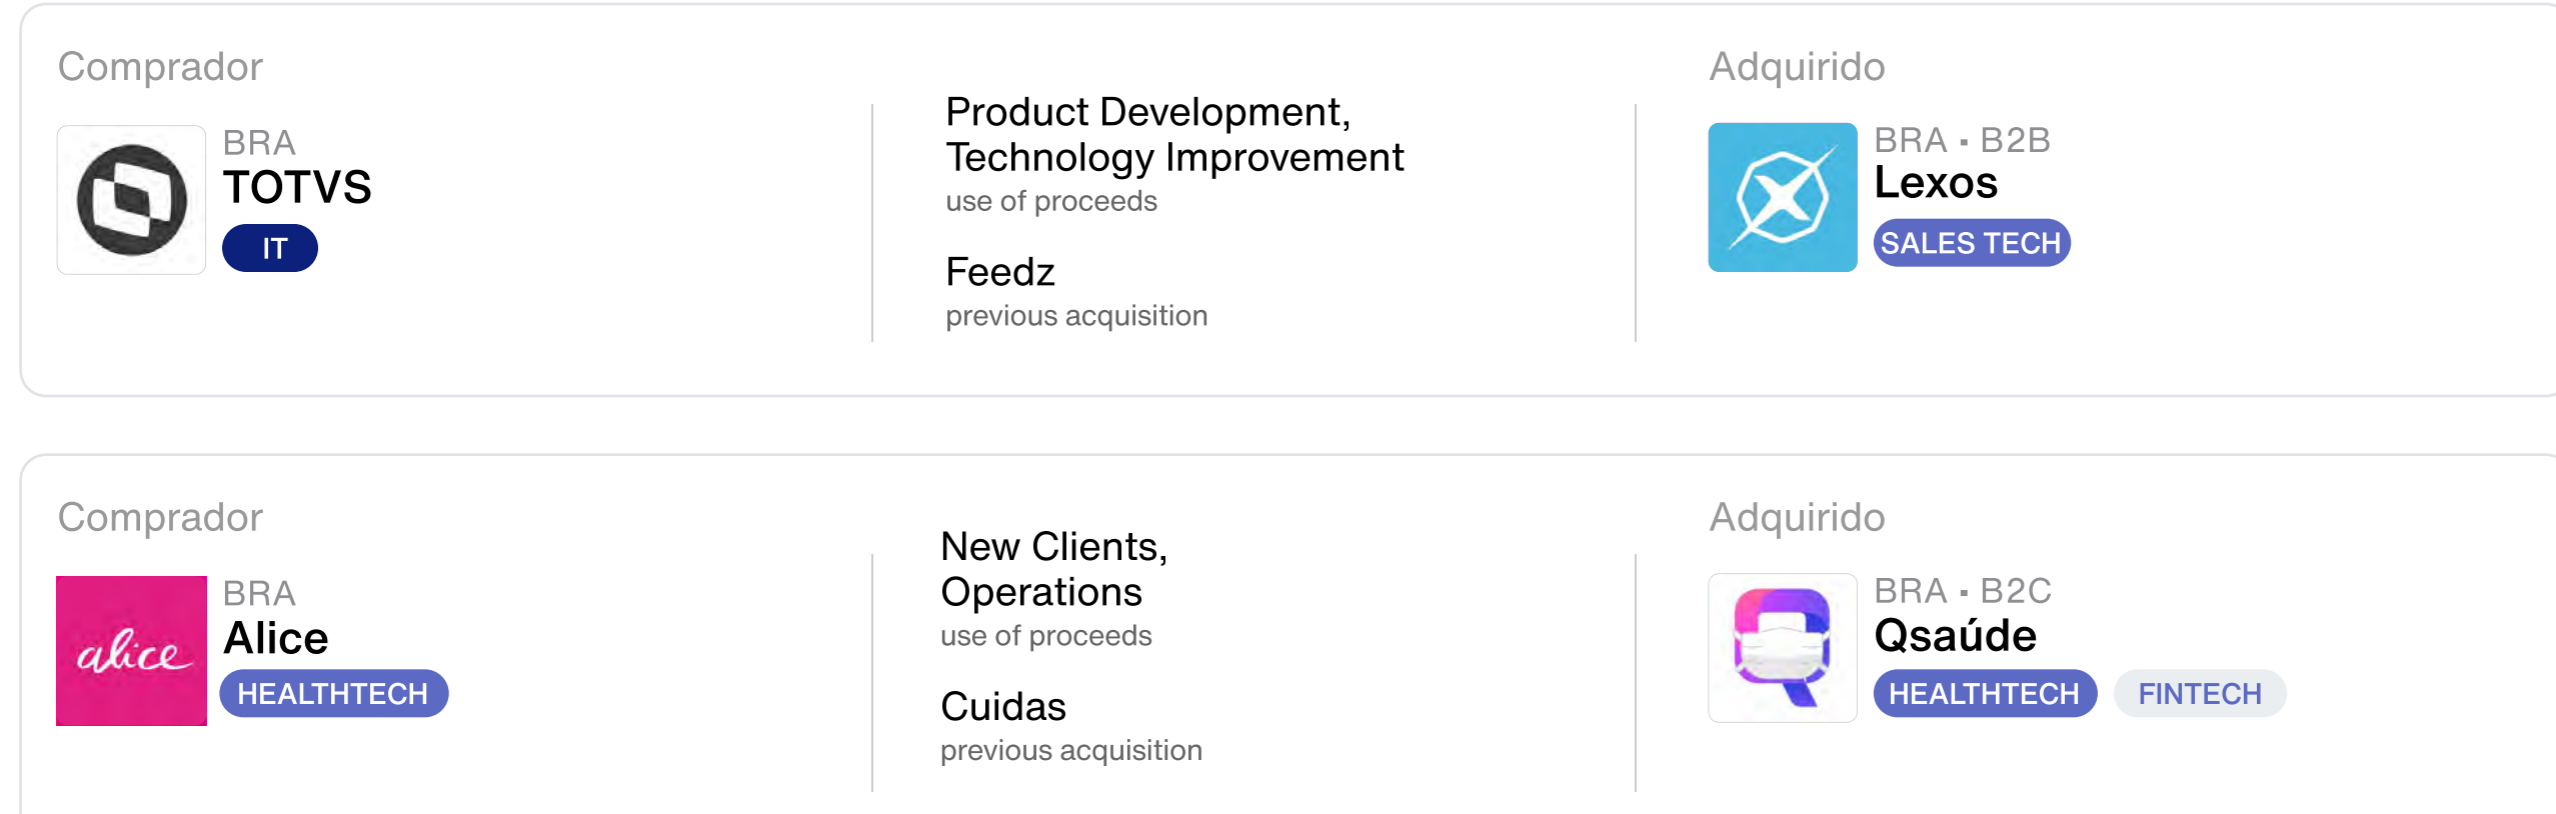 Comprador
BRA
TOTVS
IT
Product Development,
Technology Improvement
use of proceeds
Feedz
previous acquisition
Adquirido
BRA ▪ B2B
Lexos
SALES TECH
Comprador
alice
BRA
Alice
HEALTHTECH
New Clients,
Operations
use of proceeds
Cuidas
previous acquisition
Adquirido
BRA ▪ B2C
Qsaúde
HEALTHTECH
FINTECH